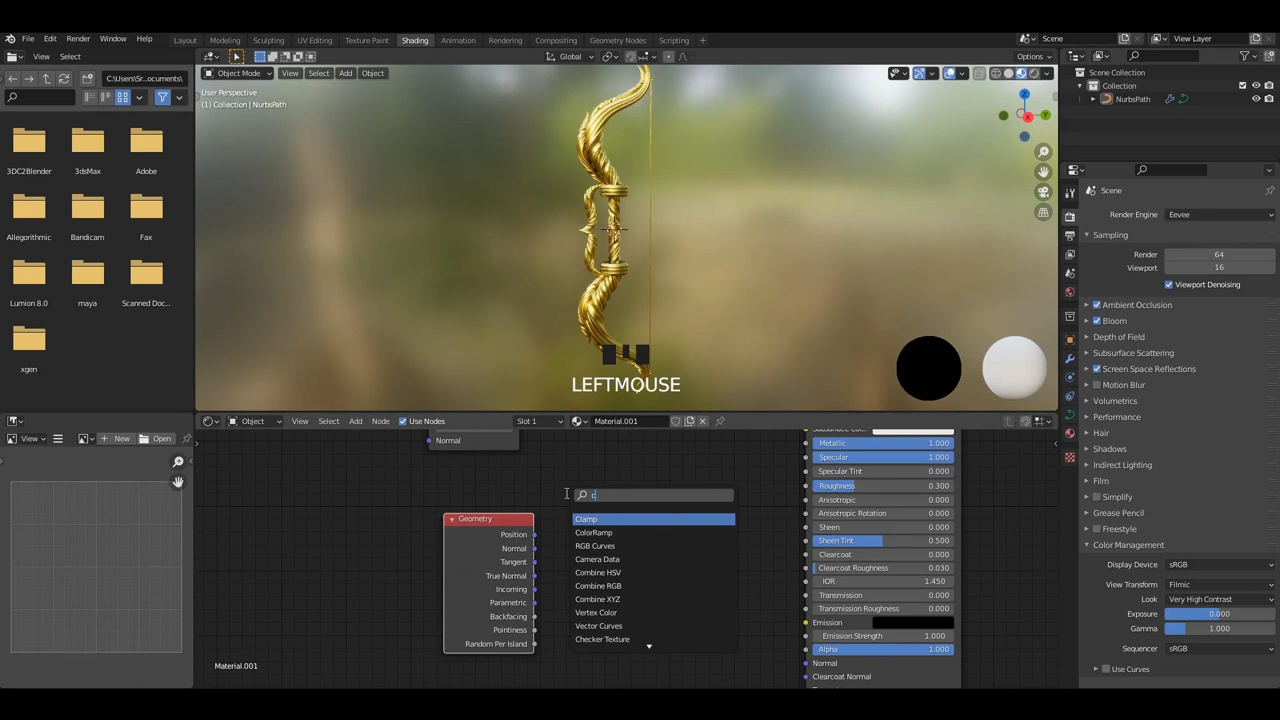 File Edit Render Window Help Layout Modeling Sculpting UV Editing Texture Paint Shading Animation Rendering Compositing Geometry Nodes Scripting + Scene View Layer
View Select Global Options
C:\Users\Sr...ocuments\ Object Mode View Select Add Object
User Perspective
(1) Collection | NurbsPath
Scene Collection
Collection
NurbsPath
3DC2Blender 3dsMax Adobe
Allegorithmic Bandicam Fax
Lumion 8.0 maya Scanned Doc...
xgen
Z
Y
X
LEFTMOUSE
Scene
Render Engine Eevee
Sampling
Render 64
Viewport 16
Viewport Denoising
Ambient Occlusion
Bloom
Depth of Field
Subsurface Scattering
Screen Space Reflections
Motion Blur
Volumetrics
Performance
Hair
Shadows
Indirect Lighting
Film
Simplify
Grease Pencil
Freestyle
Color Management
Display Device sRGB
View Transform Filmic
Look Very High Contrast
Exposure 0.000
Gamma 1.000
Sequencer sRGB
Use Curves
Object View Select Add Node Use Nodes Slot 1 Material.001
View + New Open
Normal
c
Clamp
ColorRamp
RGB Curves
Camera Data
Combine HSV
Combine RGB
Combine XYZ
Vertex Color
Vector Curves
Checker Texture
Geometry
Position
Normal
Tangent
True Normal
Incoming
Parametric
Backfacing
Pointiness
Random Per Island
Metallic 1.000
Specular 1.000
Specular Tint 0.000
Roughness 0.300
Anisotropic 0.000
Anisotropic Rotation 0.000
Sheen 0.000
Sheen Tint 0.500
Clearcoat 0.000
Clearcoat Roughness 0.030
IOR 1.450
Transmission 0.000
Transmission Roughness 0.000
Emission
Emission Strength 1.000
Alpha 1.000
Normal
Clearcoat Normal
Material.001